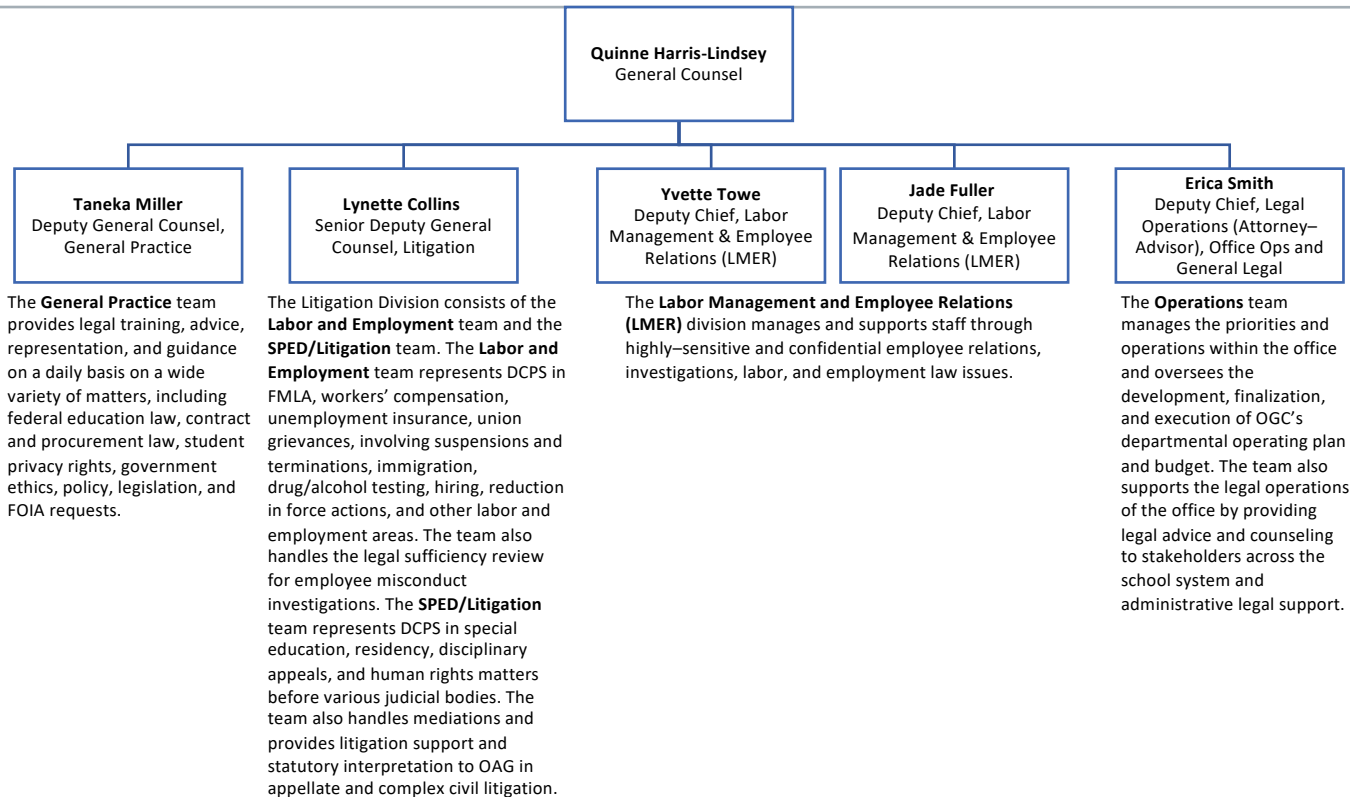 Quinne Harris-Lindsey
General Counsel
Taneka Miller
Deputy General Counsel,
General Practice
Lynette Collins
Senior Deputy General
Counsel, Litigation
Yvette Towe
Deputy Chief, Labor
Management & Employee
Relations (LMER)
Jade Fuller
Deputy Chief, Labor
Management & Employee
Relations (LMER)
Erica Smith
Deputy Chief, Legal
Operations (Attorney–
Advisor), Office Ops and
General Legal
The General Practice team
provides legal training, advice,
representation, and guidance
on a daily basis on a wide
variety of matters, including
federal education law, contract
and procurement law, student
privacy rights, government
ethics, policy, legislation, and
FOIA requests.
The Litigation Division consists of the
Labor and Employment team and the
SPED/Litigation team. The Labor and
Employment team represents DCPS in
FMLA, workers’ compensation,
unemployment insurance, union
grievances, involving suspensions and
terminations, immigration,
drug/alcohol testing, hiring, reduction
in force actions, and other labor and
employment areas. The team also
handles the legal sufficiency review
for employee misconduct
investigations. The SPED/Litigation
team represents DCPS in special
education, residency, disciplinary
appeals, and human rights matters
before various judicial bodies. The
team also handles mediations and
provides litigation support and
statutory interpretation to OAG in
appellate and complex civil litigation.
The Labor Management and Employee Relations
(LMER) division manages and supports staff through
highly–sensitive and confidential employee relations,
investigations, labor, and employment law issues.
The Operations team
manages the priorities and
operations within the office
and oversees the
development, finalization,
and execution of OGC’s
departmental operating plan
and budget. The team also
supports the legal operations
of the office by providing
legal advice and counseling
to stakeholders across the
school system and
administrative legal support.